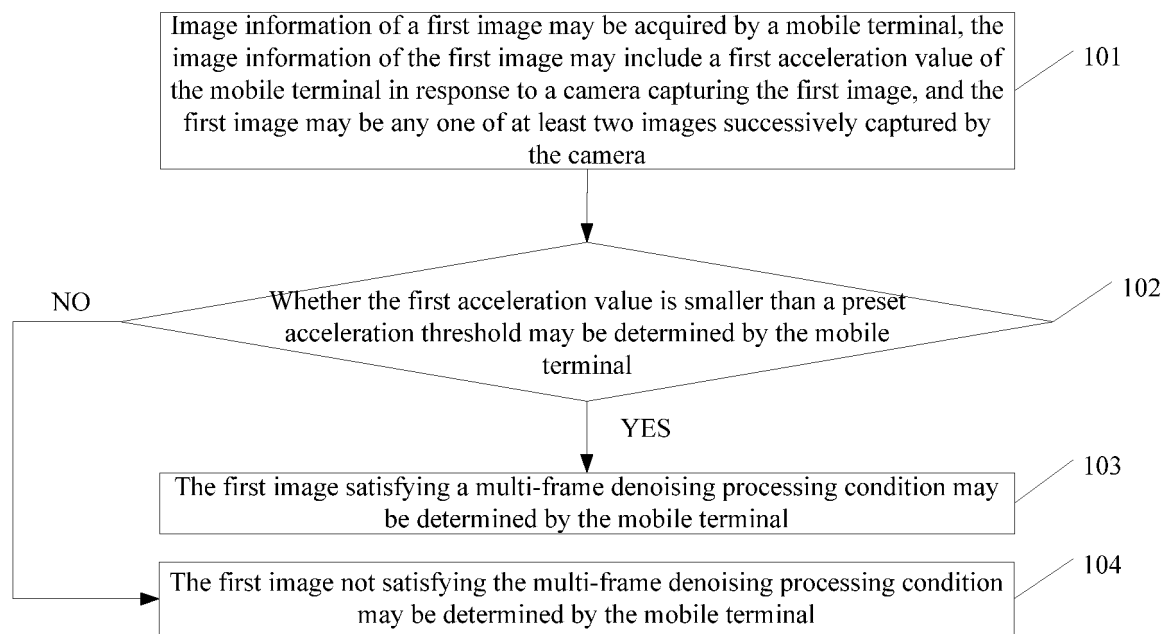 Image information of a first image may be acquired by a mobile terminal, the
image information of the first image may include a first acceleration value of
the mobile terminal in response to a camera capturing the first image, and the
first image may be any one of at least two images successively captured by
the camera
101
NO
Whether the first acceleration value is smaller than a preset
acceleration threshold may be determined by the mobile
terminal
102
YES
The first image satisfying a multi-frame denoising processing condition may
be determined by the mobile terminal
103
The first image not satisfying the multi-frame denoising processing condition
may be determined by the mobile terminal
104